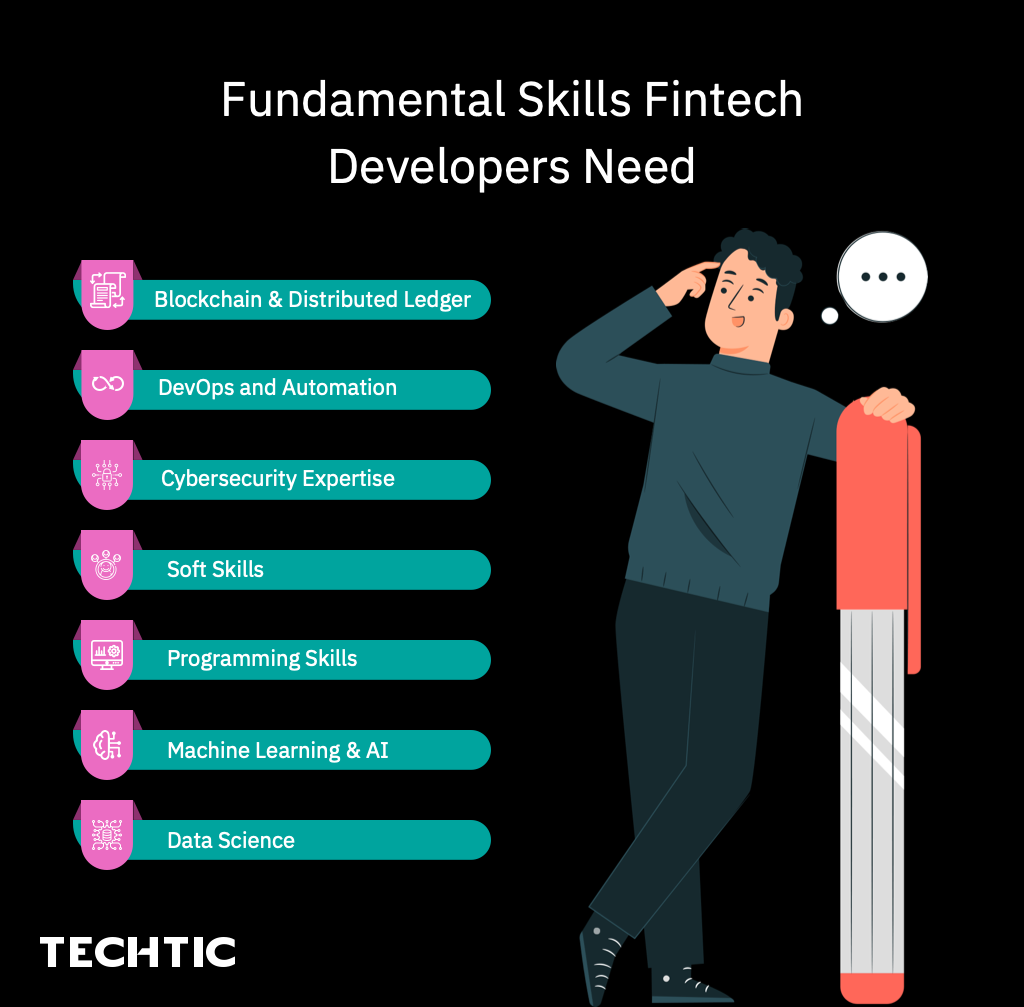 Fundamental Skills Fintech
Developers Need
Blockchain & Distributed Ledger
DevOps and Automation
Cybersecurity Expertise
Soft Skills
Programming Skills
Machine Learning & AI
Data Science
TECHTIC